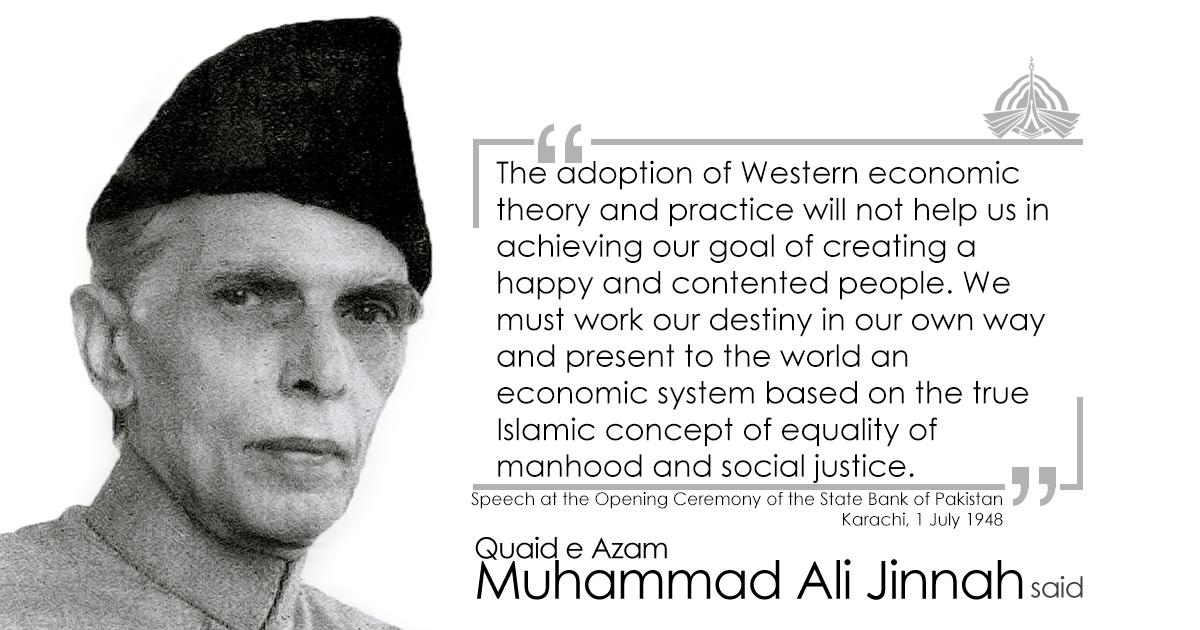 “
The adoption of Western economic
theory and practice will not help us in
achieving our goal of creating a
happy and contented people. We
must work our destiny in our own way
and present to the world an
economic system based on the true
Islamic concept of equality of
manhood and social justice.
”
Speech at the Opening Ceremony of the State Bank of Pakistan
Karachi, 1 July 1948
Quaid e Azam
Muhammad Ali Jinnah said